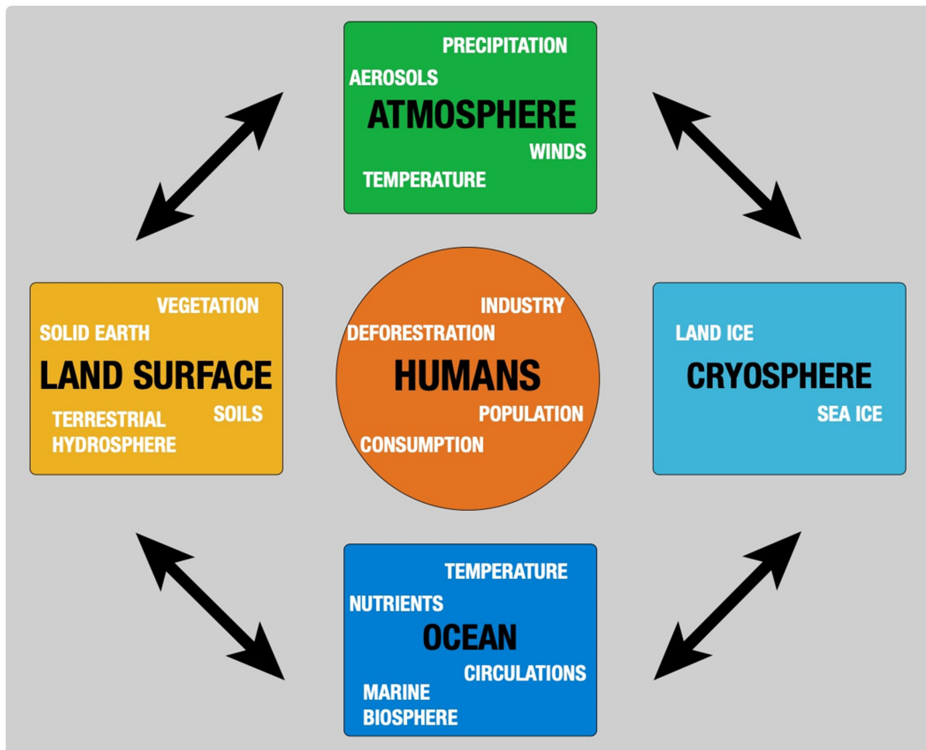 PRECIPITATION
AEROSOLS
ATMOSPHERE
WINDS
TEMPERATURE
VEGETATION
SOLID EARTH
LAND SURFACE
SOILS
TERRESTRIAL
HYDROSPHERE
INDUSTRY
DEFORESTRATION
HUMANS
POPULATION
CONSUMPTION
LAND ICE
CRYOSPHERE
SEA ICE
TEMPERATURE
NUTRIENTS
OCEAN
CIRCULATIONS
MARINE
BIOSPHERE